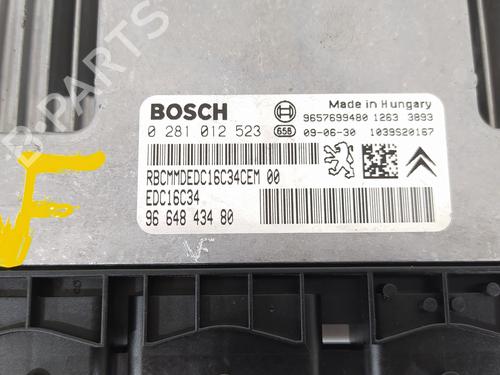 BOSCH
Made in Hungary
9657699480 1263 3893
0 281 012 523
658
09-06-30 1039S20167
RBCMMDEDC16C34CEM 00
EDC16C34
96 648 434 80
F
B-PARTS